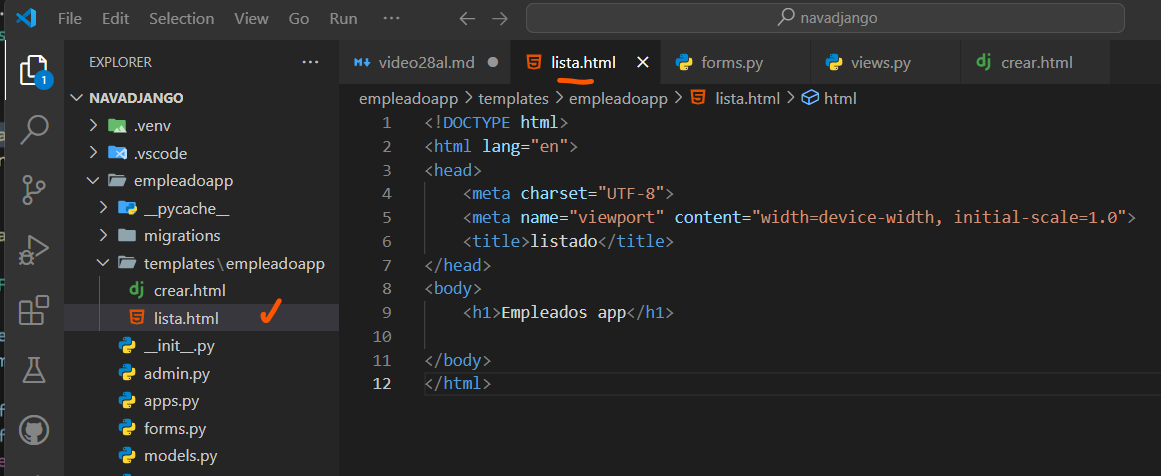 File Edit Selection View Go Run ··· navadjango
EXPLORER ···
NAVADJANGO
.venv
.vscode
empleadoapp
__pycache__
migrations
templates\empleadoapp
crear.html
lista.html
__init__.py
admin.py
apps.py
forms.py
models.py
1
video28al.md lista.html forms.py views.py crear.html
empleadoapp > templates > empleadoapp > lista.html > html
1 <!DOCTYPE html>
2 <html lang="en">
3 <head>
4     <meta charset="UTF-8">
5     <meta name="viewport" content="width=device-width, initial-scale=1.0">
6     <title>listado</title>
7 </head>
8 <body>
9     <h1>Empleados app</h1>
10
11 </body>
12 </html>